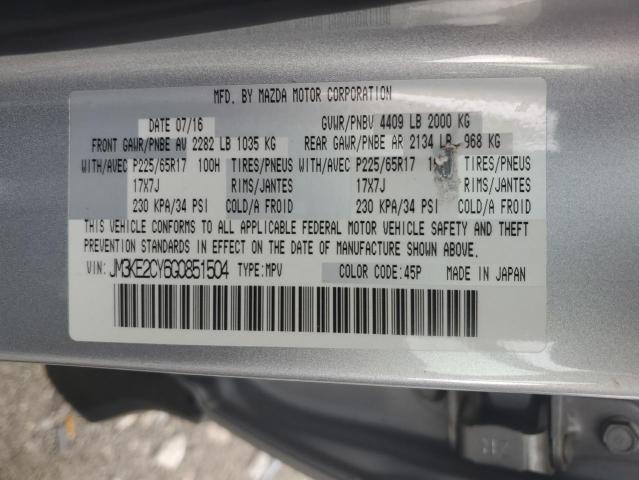 MFD. BY MAZDA MOTOR CORPORATION
DATE 07/16 GVWR/PNBV 4409 LB 2000 KG
FRONT GAWR/PNBE AV 2282 LB 1035 KG REAR GAWR/PNBE AR 2134 LB 968 KG
WITH/AVEC P225/65R17 100H TIRES/PNEUS WITH/AVEC P225/65R17 TIRES/PNEUS
17X7J RIMS/JANTES 17X7J RIMS/JANTES
230 KPA/34 PSI COLD/A FROID 230 KPA/34 PSI COLD/A FROID
THIS VEHICLE CONFORMS TO ALL APPLICABLE FEDERAL MOTOR VEHICLE SAFETY AND THEFT
PREVENTION STANDARDS IN EFFECT ON THE DATE OF MANUFACTURE SHOWN ABOVE.
VIN: JM3KE2CY6G0851504 TYPE:MPV COLOR CODE:45P MADE IN JAPAN